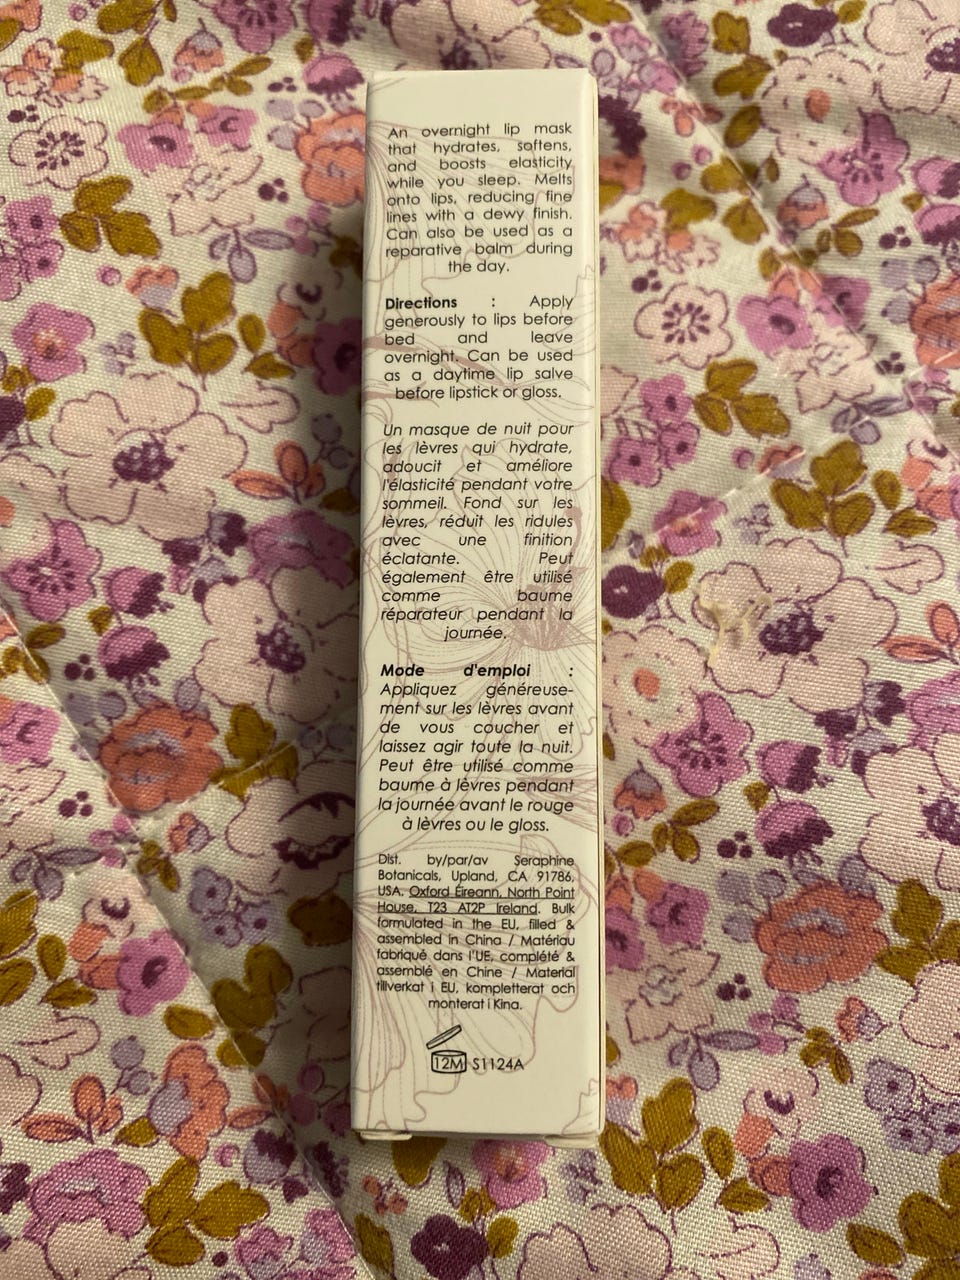 An overnight lip mask
that hydrates, softens,
and boosts elasticity
while you sleep. Melts
onto lips, reducing fine
lines with a dewy finish.
Can also be used as a
reparative balm during
the day.
Directions : Apply
generously to lips before
bed and leave
overnight. Can be used
as a daytime lip salve
before lipstick or gloss.
Un masque de nuit pour
les lèvres qui hydrate,
adoucit et améliore
l'élasticité pendant votre
sommeil. Fond sur les
lèvres, réduit les ridules
avec une finition
éclatante. Peut
également être utilisé
comme baume
réparateur pendant la
journée.
Mode d'emploi :
Appliquez généreuse-
ment sur les lèvres avant
de vous coucher et
laissez agir toute la nuit.
Peut être utilisé comme
baume à lèvres pendant
la journée avant le rouge
à lèvres ou le gloss.
Dist. by/par/av Seraphine
Botanicals, Upland, CA 91786,
USA. Oxford Éireann, North Point
House, T23 AT2P Ireland. Bulk
formulated in the EU, filled &
assembled in China / Matériau
fabriqué dans l'UE, complété &
assemblé en Chine / Material
tillverkat i EU, kompletterat och
monterat i Kina.
12M S1124A